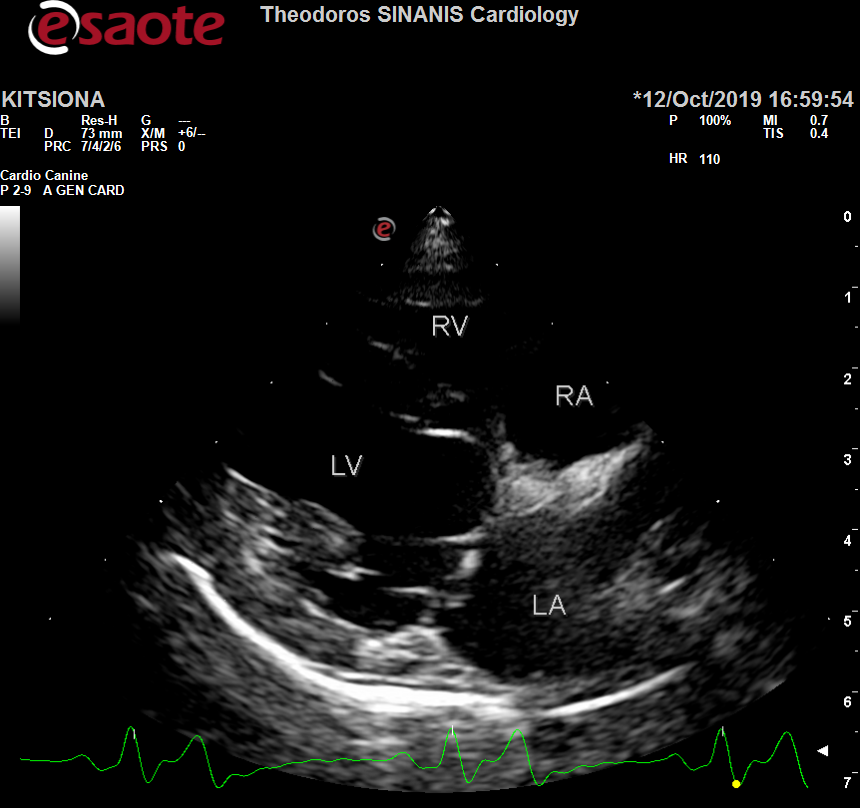 esaote
Theodoros SINANIS Cardiology
KITSIONA
*12/Oct/2019 16:59:54
B Res-H G ---
TEI D 73 mm X/M +6/--
PRC 7/4/2/6 PRS 0
P 100% MI 0.7
TIS 0.4
HR 110
Cardio Canine
P 2-9 A GEN CARD
0
e
1
RV
2
RA
3
LV
4
LA
5
6
7